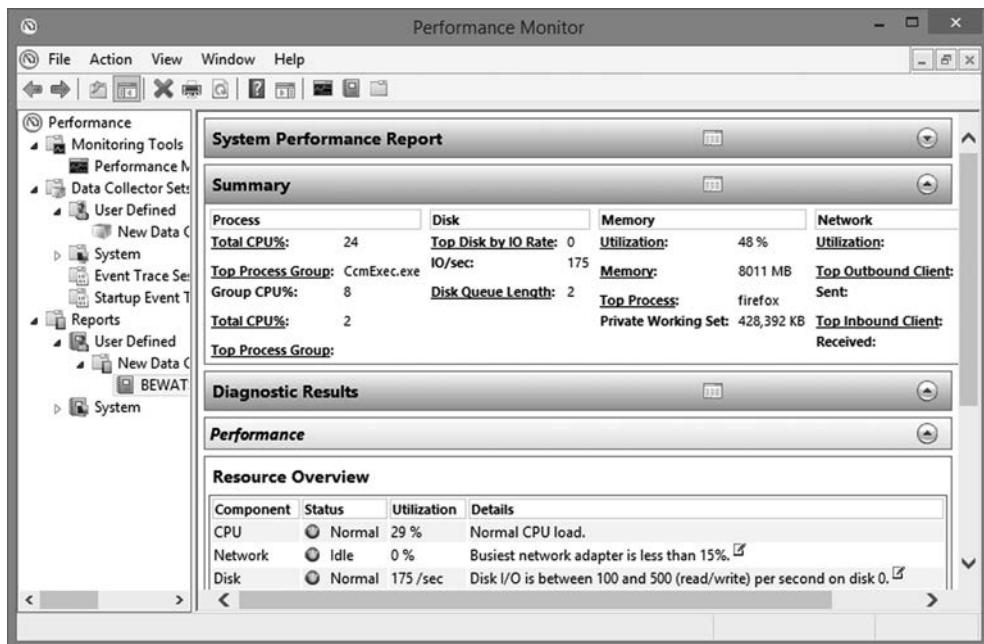 Performance Monitor
File Action View Window Help
Performance
Monitoring Tools
Performance M
Data Collector Sets
User Defined
New Data C
System
Event Trace Se
Startup Event T
Reports
User Defined
New Data C
BEWAT
System
System Performance Report
Summary
Process Disk Memory Network
Total CPU%: 24 Top Disk by IO Rate: 0 Utilization: 48 % Utilization:
Top Process Group: CcmExec.exe IO/sec: 175 Memory: 8011 MB Top Outbound Client:
Group CPU%: 8 Disk Queue Length: 2 Top Process: firefox Sent:
Total CPU%: 2 Private Working Set: 428,392 KB Top Inbound Client:
Top Process Group: Received:
Diagnostic Results
Performance
Resource Overview
Component Status Utilization Details
CPU Normal 29 % Normal CPU load.
Network Idle 0 % Busiest network adapter is less than 15%.
Disk Normal 175 /sec Disk I/O is between 100 and 500 (read/write) per second on disk 0.